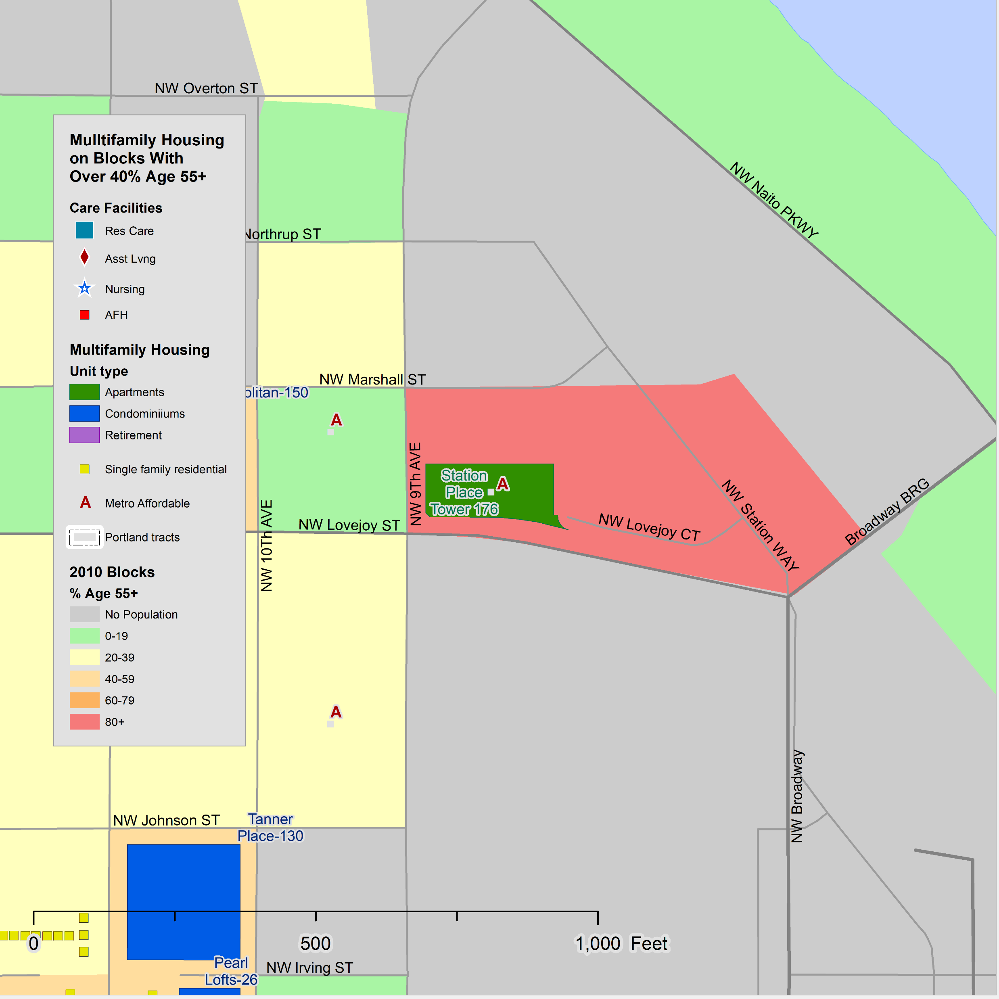 NW Overton ST
Mulltifamily Housing
on Blocks With
Over 40% Age 55+
Care Facilities
Res Care
Asst Lvng
Nursing
AFH
Multifamily Housing
Unit type
Apartments
Condominiiums
Retirement
Single family residential
A Metro Affordable
Portland tracts
2010 Blocks
% Age 55+
No Population
0-19
20-39
40-59
60-79
80+
Northrup ST
NW Naito PKWY
NW Marshall ST
olitan-150
A
NW 9Th AVE
Station
Place
Tower 176
A
NW Lovejoy ST
NW 10Th AVE
NW Lovejoy CT
NW Station WAY
Broadway BRG
A
NW Broadway
NW Johnson ST
Tanner
Place-130
0
500
1,000 Feet
Pearl
Lofts-26
NW Irving ST